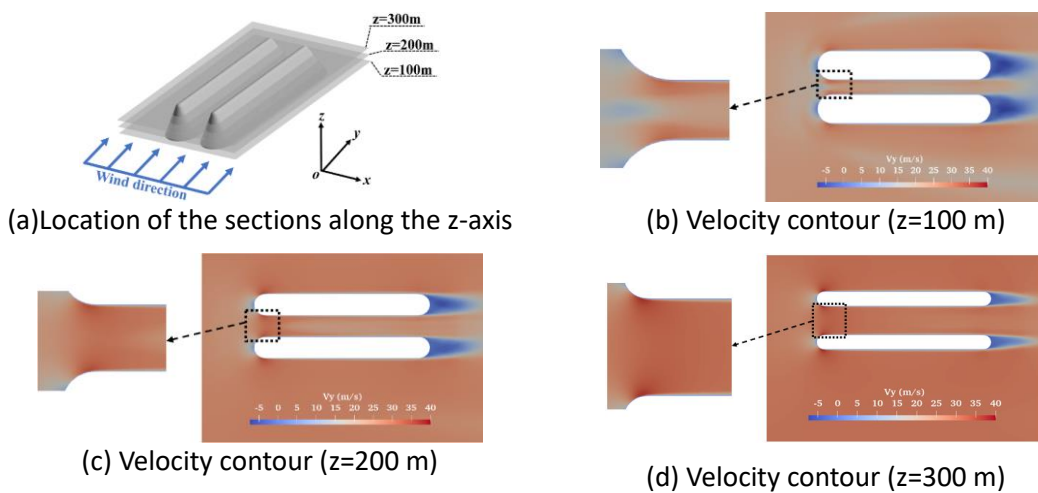 z=300m
z=200m
z=100m
z
y
o
x
Wind direction
(a)Location of the sections along the z-axis
Vy (m/s)
-5 0 5 10 15 20 25 30 35 40
(b) Velocity contour (z=100 m)
Vy (m/s)
-5 0 5 10 15 20 25 30 35 40
(c) Velocity contour (z=200 m)
Vy (m/s)
-5 0 5 10 15 20 25 30 35 40
(d) Velocity contour (z=300 m)